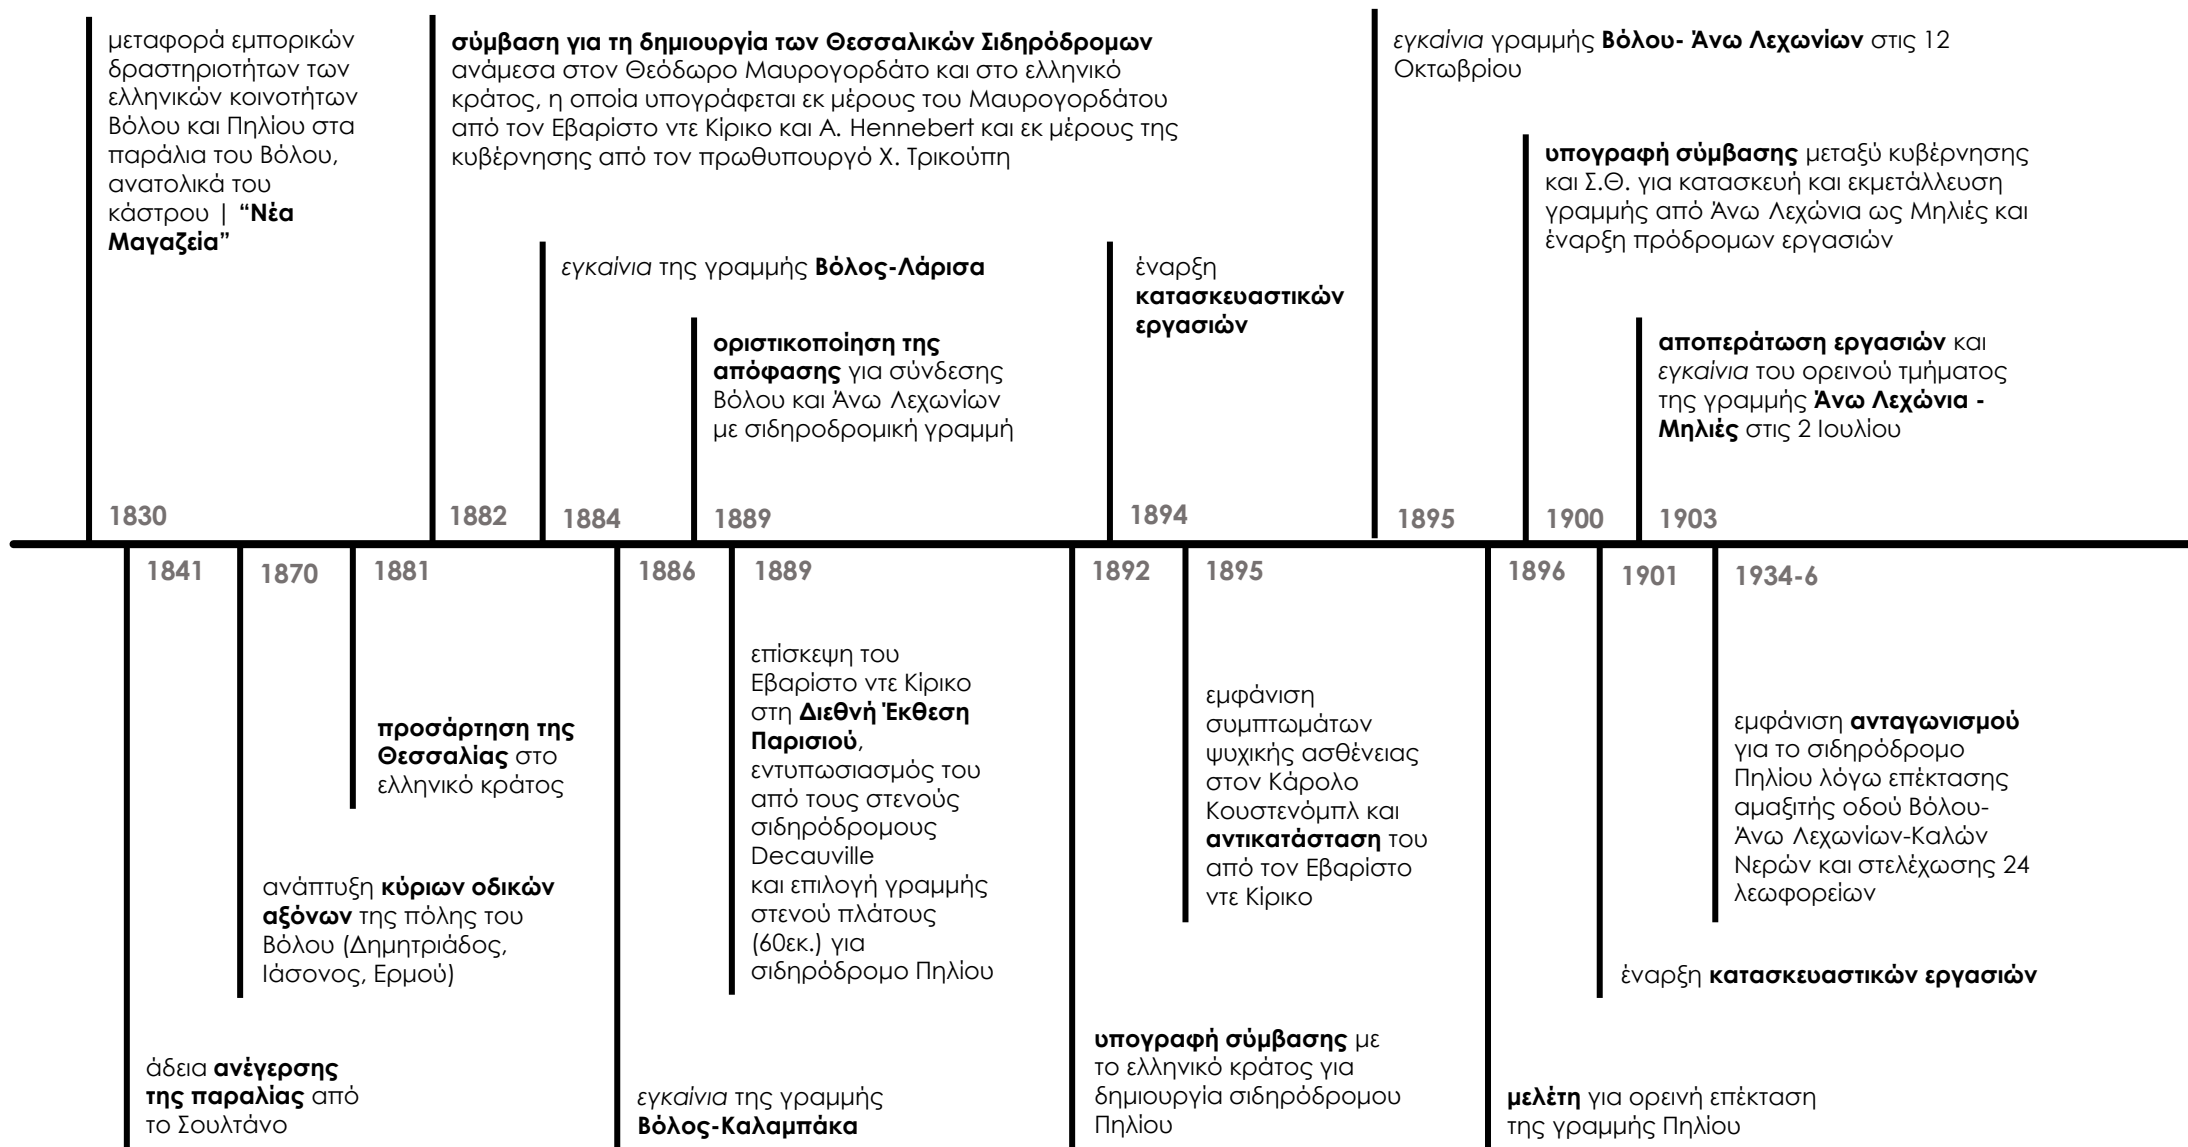 μεταφορά εμπορικών
δραστηριοτήτων των
ελληνικών κοινοτήτων
Βόλου και Πηλίου στα
παράλια του Βόλου,
ανατολικά του
κάστρου | “Νέα
Μαγαζεία”
1830
σύμβαση για τη δημιουργία των Θεσσαλικών Σιδηρόδρομων
ανάμεσα στον Θεόδωρο Μαυρογορδάτο και στο ελληνικό
κράτος, η οποία υπογράφεται εκ μέρους του Μαυρογορδάτου
από τον Εβαρίστο ντε Κίρικο και A. Hennebert και εκ μέρους της
κυβέρνησης από τον πρωθυπουργό Χ. Τρικούπη
1882
εγκαίνια της γραμμής Βόλος-Λάρισα
1884
οριστικοποίηση της
απόφασης για σύνδεσης
Βόλου και Άνω Λεχωνίων
με σιδηροδρομική γραμμή
1889
έναρξη
κατασκευαστικών
εργασιών
1894
εγκαίνια γραμμής Βόλου- Άνω Λεχωνίων στις 12
Οκτωβρίου
1895
υπογραφή σύμβασης μεταξύ κυβέρνησης
και Σ.Θ. για κατασκευή και εκμετάλλευση
γραμμής από Άνω Λεχώνια ως Μηλιές και
έναρξη πρόδρομων εργασιών
1900
αποπεράτωση εργασιών και
εγκαίνια του ορεινού τμήματος
της γραμμής Άνω Λεχώνια -
Μηλιές στις 2 Ιουλίου
1903
1841
άδεια ανέγερσης
της παραλίας από
το Σουλτάνο
1870
ανάπτυξη κύριων οδικών
αξόνων της πόλης του
Βόλου (Δημητριάδος,
Ιάσονος, Ερμού)
1881
προσάρτηση της
Θεσσαλίας στο
ελληνικό κράτος
1886
εγκαίνια της γραμμής
Βόλος-Καλαμπάκα
1889
επίσκεψη του
Εβαρίστο ντε Κίρικο
στη Διεθνή Έκθεση
Παρισιού,
εντυπωσιασμός του
από τους στενούς
σιδηρόδρομους
Decauville
και επιλογή γραμμής
στενού πλάτους
(60εκ.) για
σιδηρόδρομο Πηλίου
1892
υπογραφή σύμβασης με
το ελληνικό κράτος για
δημιουργία σιδηρόδρομου
Πηλίου
1895
εμφάνιση
συμπτωμάτων
ψυχικής ασθένειας
στον Κάρολο
Κουστενόμπλ και
αντικατάσταση του
από τον Εβαρίστο
ντε Κίρικο
1896
μελέτη για ορεινή επέκταση
της γραμμής Πηλίου
1901
έναρξη κατασκευαστικών εργασιών
1934-6
εμφάνιση ανταγωνισμού
για το σιδηρόδρομο
Πηλίου λόγω επέκτασης
αμαξιτής οδού Βόλου-
Άνω Λεχωνίων-Καλών
Νερών και στελέχωσης 24
λεωφορείων